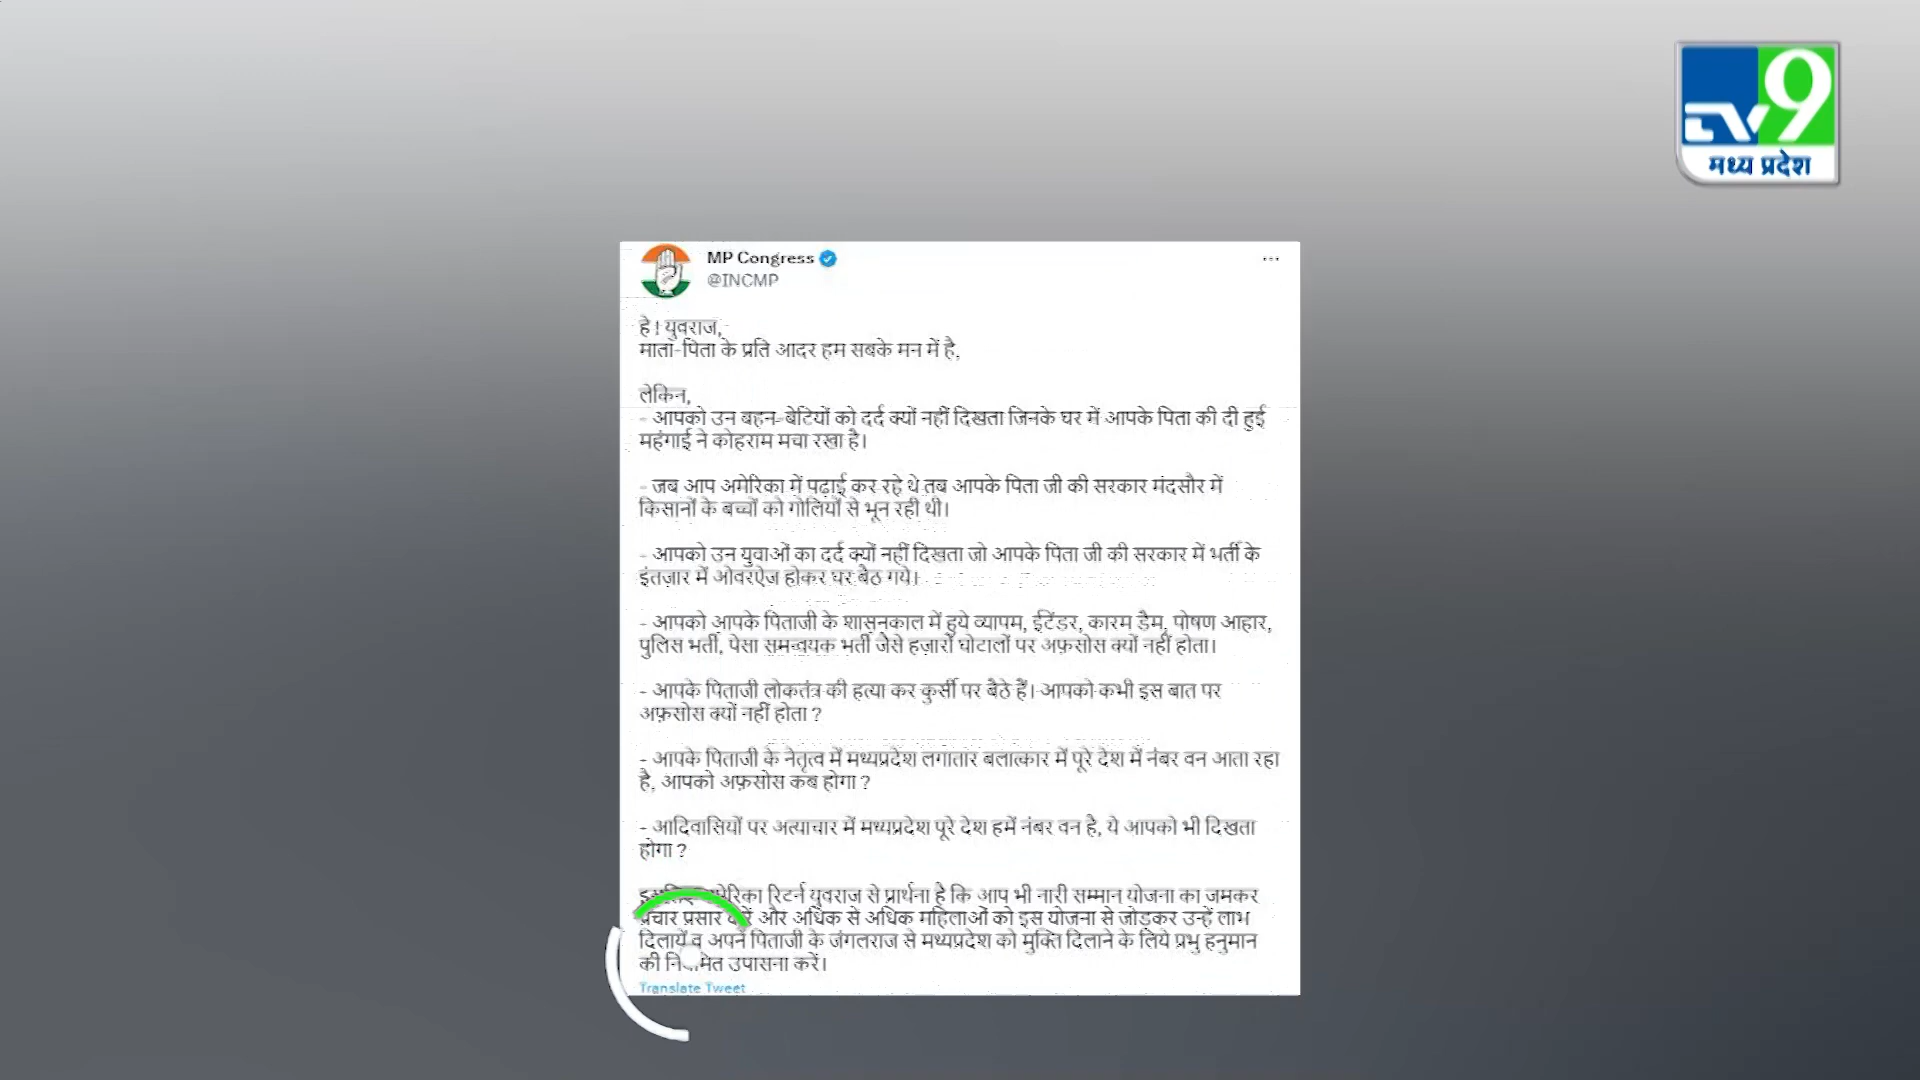 TV9
मध्य प्रदेश
MP Congress
@INCMP
हे ! युवराज,
माता-पिता के प्रति आदर हम सबके मन में है,
लेकिन,
- आपको उन बहन-बेटियों को दर्द क्यों नहीं दिखता जिनके घर में आपके पिता की दी हुई
महंगाई ने कोहराम मचा रखा है।
- जब आप अमेरिका में पढ़ाई कर रहे थे तब आपके पिता जी की सरकार मंदसौर में
किसानों के बच्चों को गोलियों से भून रही थी।
- आपको उन युवाओं का दर्द क्यों नहीं दिखता जो आपके पिता जी की सरकार में भर्ती के
इंतज़ार में ओवरऐज होकर घर बैठ गये।
- आपको आपके पिताजी के शासनकाल में हुये व्यापम, ईटेंडर, कारम डैम, पोषण आहार,
पुलिस भर्ती, पेसा समन्वयक भर्ती जैसे हज़ारों घोटालों पर अफ़सोस क्यों नहीं होता।
- आपके पिताजी लोकतंत्र की हत्या कर कुर्सी पर बैठे हैं। आपको कभी इस बात पर
अफ़सोस क्यों नहीं होता ?
- आपके पिताजी के नेतृत्व में मध्यप्रदेश लगातार बलात्कार में पूरे देश में नंबर वन आता रहा
है, आपको अफ़सोस कब होगा ?
- आदिवासियों पर अत्याचार में मध्यप्रदेश पूरे देश हमें नंबर वन है, ये आपको भी दिखता
होगा ?
रिटर्न युवराज से प्रार्थना है कि आप भी नारी सम्मान योजना का जमकर
प्रचार प्रसार और अधिक से अधिक महिलाओं को इस योजना से जोड़कर उन्हें लाभ
दिलायें व अपने पिताजी के जंगलराज से मध्यप्रदेश को मुक्ति दिलाने के लिये प्रभु हनुमान
की उपासना करें।
Translate Tweet